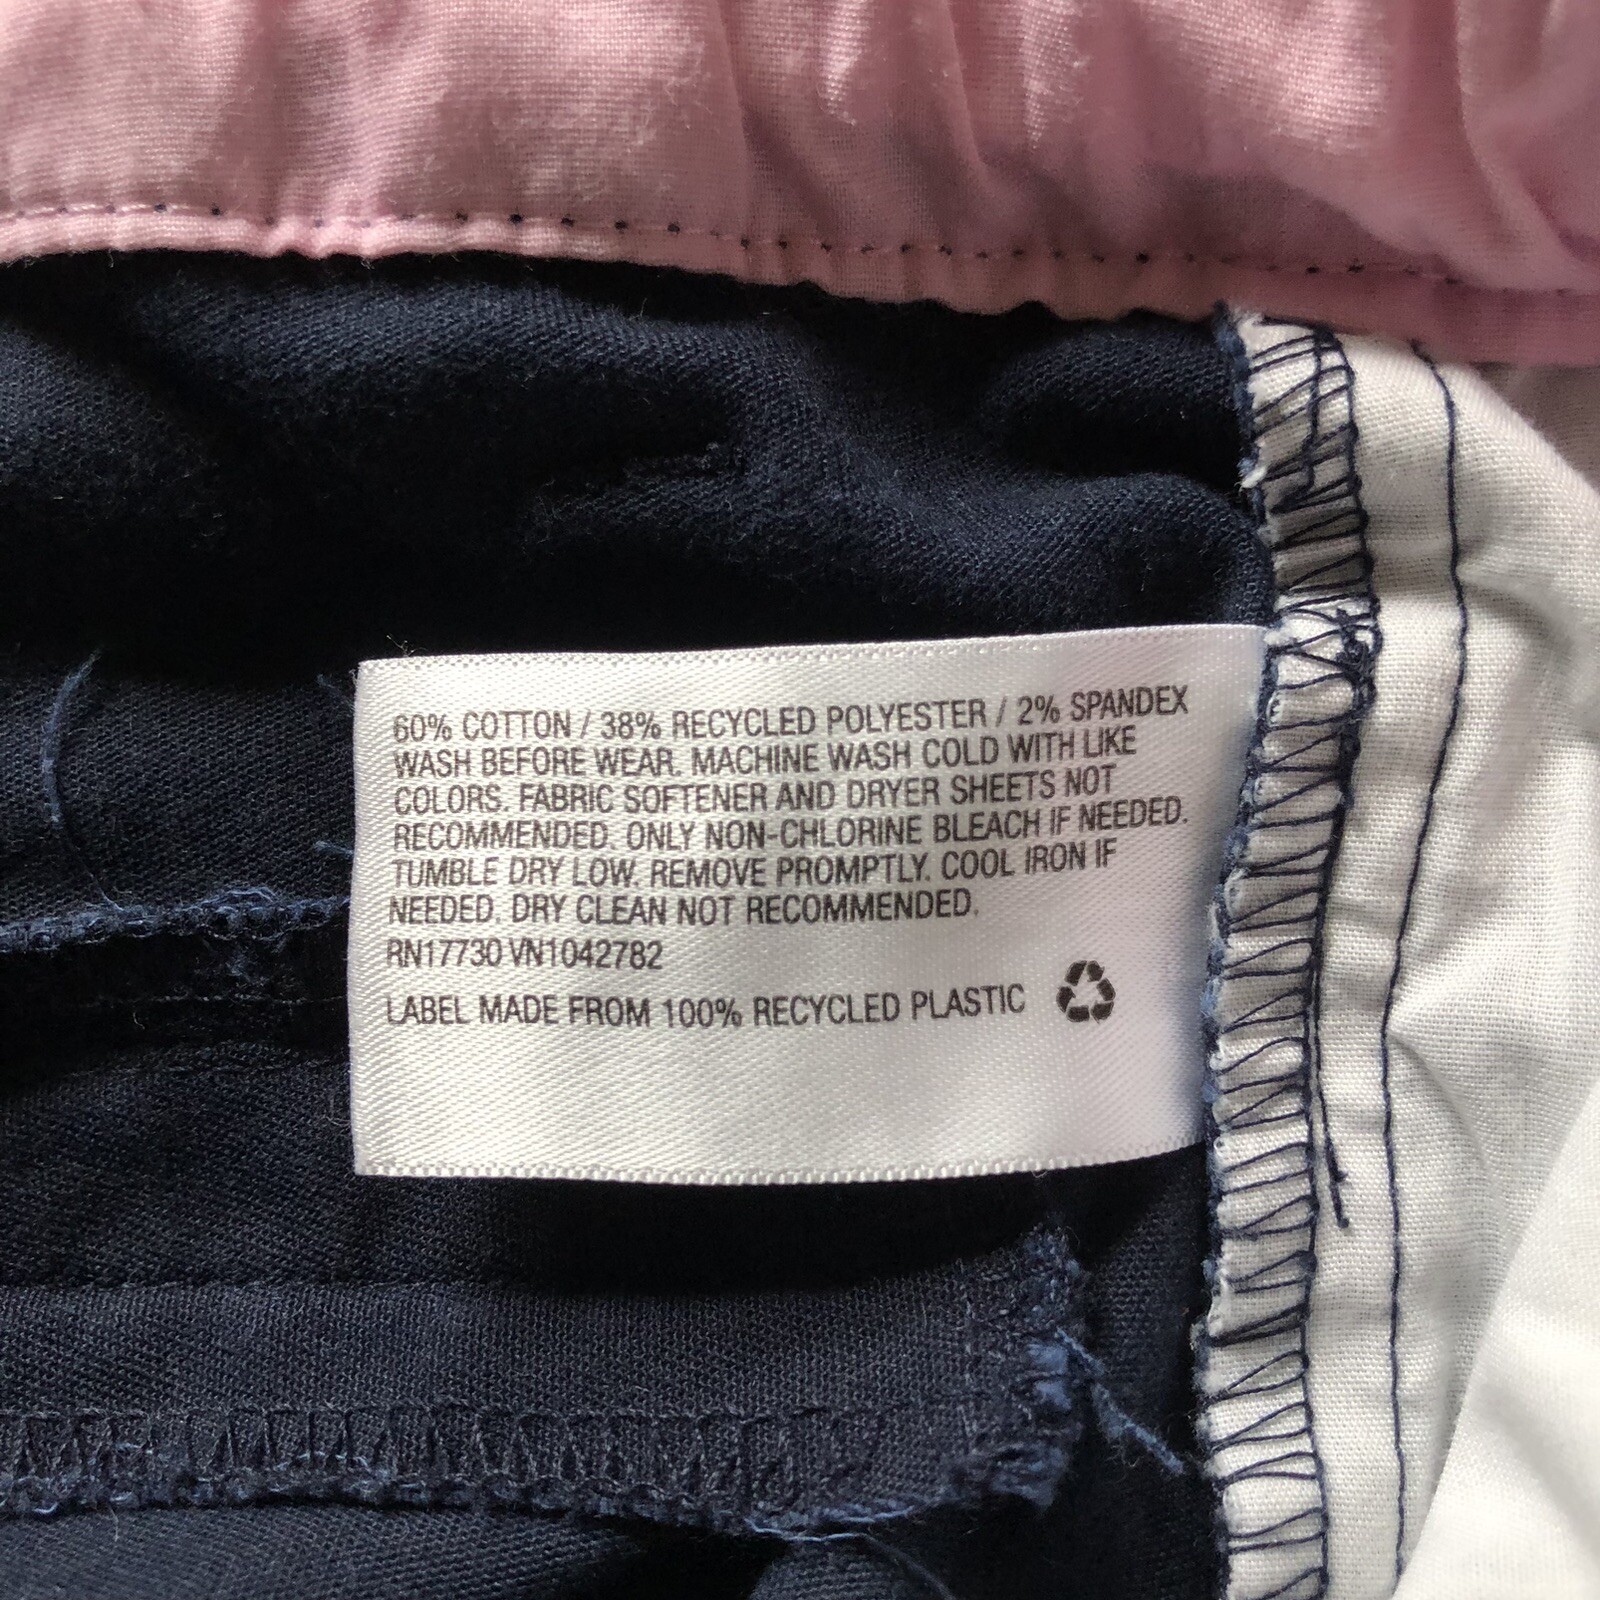 60% COTTON / 38% RECYCLED POLYESTER / 2% SPANDEX
WASH BEFORE WEAR. MACHINE WASH COLD WITH LIKE
COLORS. FABRIC SOFTENER AND DRYER SHEETS NOT
RECOMMENDED. ONLY NON-CHLORINE BLEACH IF NEEDED.
TUMBLE DRY LOW. REMOVE PROMPTLY. COOL IRON IF
NEEDED. DRY CLEAN NOT RECOMMENDED.
RN17730 VN1042782
LABEL MADE FROM 100% RECYCLED PLASTIC